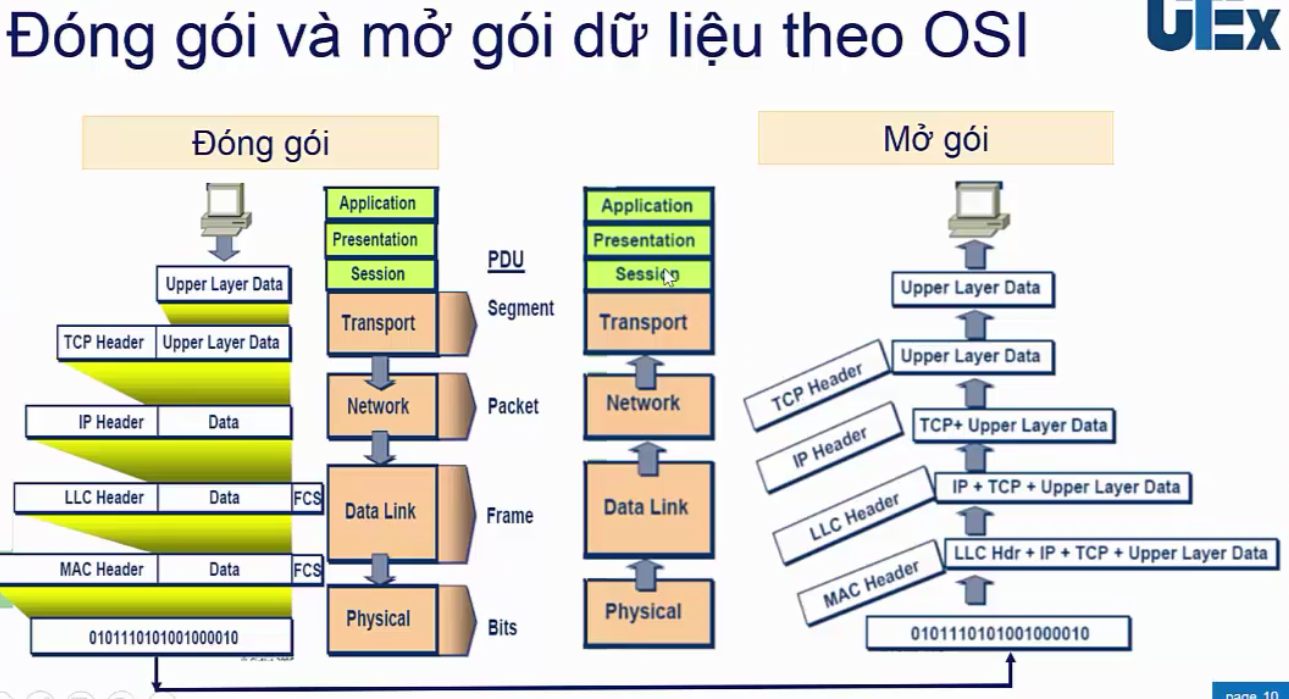 Đóng gói và mở gói dữ liệu theo OSI
UTEx
Đóng gói
Mở gói
Upper Layer Data
TCP Header Upper Layer Data
IP Header Data
LLC Header Data FCS
MAC Header Data FCS
0101110101001000010
Application
Presentation
Session
Transport
Network
Data Link
Physical
PDU
Segment
Packet
Frame
Bits
Application
Presentation
Session
Transport
Network
Data Link
Physical
Upper Layer Data
TCP Header
Upper Layer Data
IP Header
TCP+ Upper Layer Data
LLC Header
IP + TCP + Upper Layer Data
MAC Header
LLC Hdr + IP + TCP + Upper Layer Data
0101110101001000010
page 10